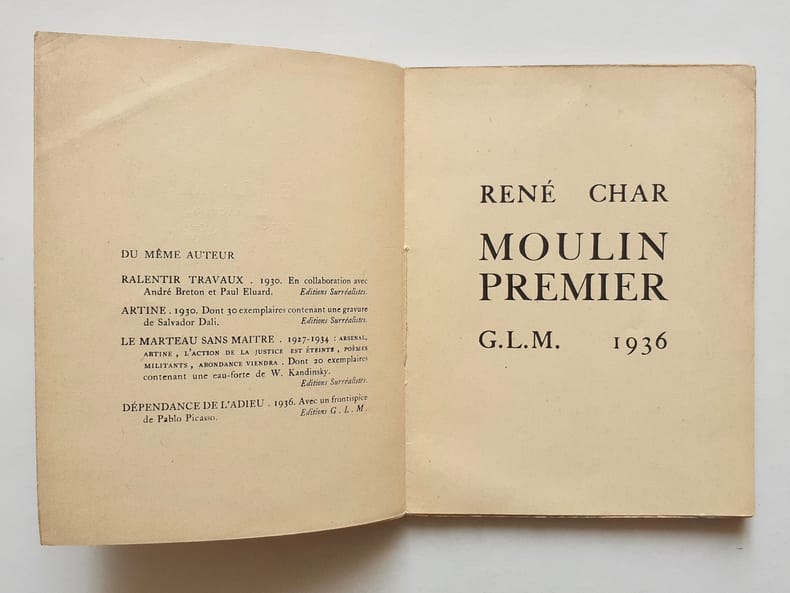 DU MÊME AUTEUR
RALENTIR TRAVAUX . 1930. En collaboration avec
André Breton et Paul Eluard. Editions Surréalistes.
ARTINE . 1930. Dont 30 exemplaires contenant une gravure
de Salvador Dali. Editions Surréalistes.
LE MARTEAU SANS MAITRE . 1927-1934 : ARSENAL,
ARTINE , L'ACTION DE LA JUSTICE EST ÉTEINTE , POÈMES
MILITANTS , ABONDANCE VIENDRA . Dont 20 exemplaires
contenant une eau-forte de W. Kandinsky.
Editions Surréalistes.
DÉPENDANCE DE L'ADIEU . 1936. Avec un frontispice
de Pablo Picasso. Editions G . L . M.
RENÉ CHAR
MOULIN
PREMIER
G.L.M. 1936